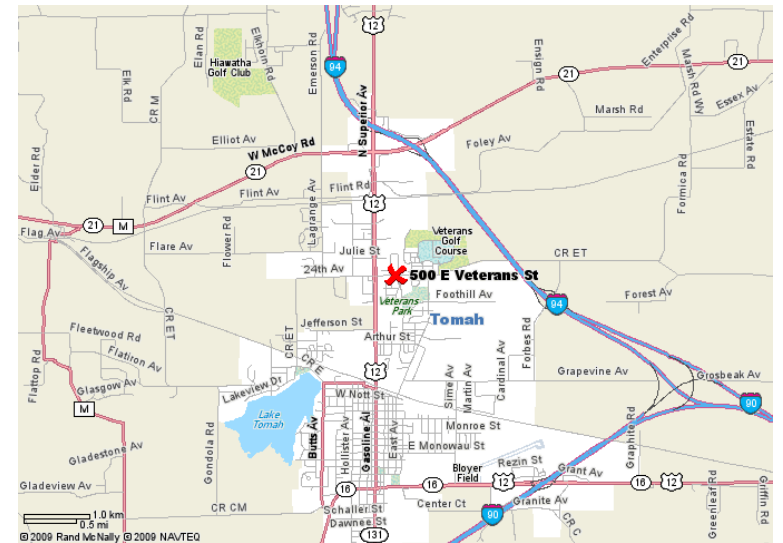 12
94
Elan Rd
Elkhorn Rd
Hiawatha
Golf Club
Emerson Rd
Elk Rd
CR M
N Superior Av
Ensign Rd
Enterprise Rd
21
Marsh Rd Wy
Essex Av
Marsh Rd
Estate Rd
Elliot Av
W McCoy Rd
21
Foley Av
Elder Rd
Flint Av
Flint Av
Flint Rd
21
Lagrange Av
12
Formica Rd
21
M
Flag Av
Flower Rd
Flare Av
Julie St
Veterans
Golf
Course
CR ET
Flagship Av
24th Av
500 E Veterans St
CR ET
Foothill Av
94
Forest Av
Veterans
Park
Tomah
Fleetwood Rd
Jefferson St
Arthur St
Forbes Rd
Flatiron Av
CR ET
CR E
Flattop Rd
Glasgow Av
12
Grapevine Av
Grosbeak Av
Lakeview Dr
Sime Av
Martin Av
Cardinal Av
M
W Nott St
90
Lake
Tomah
Butts Av
Hollister Av
Gasoline Al
East Av
Monroe St
Graphite Rd
E Monowau St
Gladestone Av
Gondola Rd
Bloyer
Field
Rezin St
Grant Av
Gladeview Av
16
16
12
16
12
Greenleaf Rd
Griffin Rd
CR CM
Center Ct
Granite Av
Schaller St
90
CR C
Dawnee St
131
1.0 km
0.5 mi
© 2009 Rand McNally © 2009 NAVTEQ